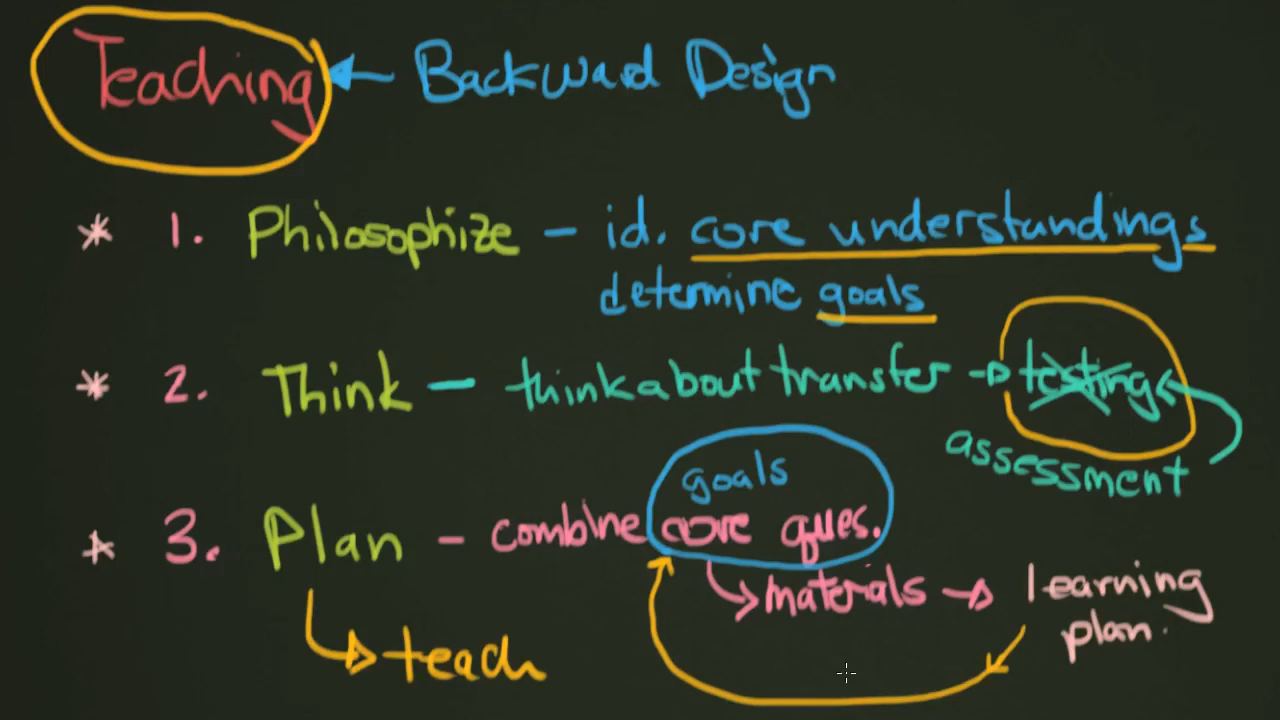 Teaching Backward Design
* 1. Philosophize - id. core understandings
determine goals
* 2. Think - think about transfer → testing
assessment
goals
* 3. Plan - combine core ques.
→ materials → learning
plan.
→ teach